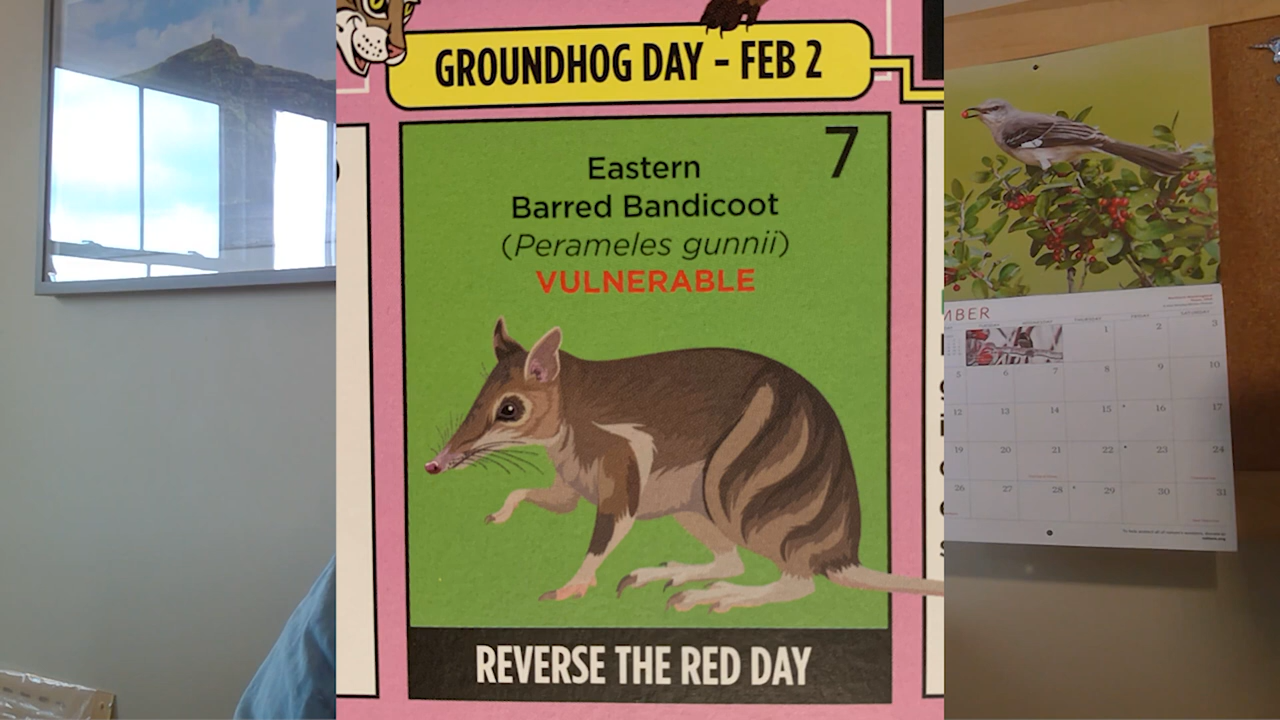 GROUNDHOG DAY – FEB 2
7
Eastern
Barred Bandicoot
(Perameles gunnii)
VULNERABLE
REVERSE THE RED DAY
MBER
1 2 3
5 6 7 8 9 10
12 13 14 15 16 17
19 20 21 22 23 24
26 27 28 29 30 31